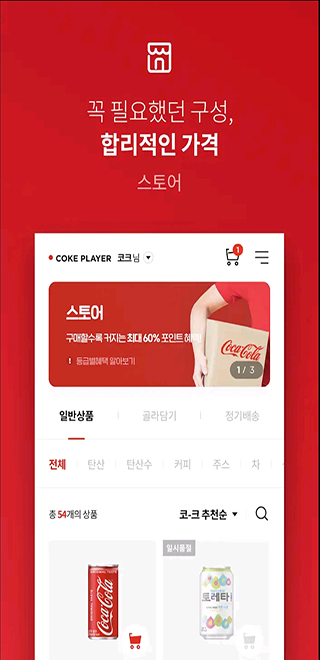 꼭 필요했던 구성,
합리적인 가격
스토어
COKE PLAYER 코크님
1
스토어
구매할수록 커지는 최대 60% 포인트 혜택!
! 등급별혜택 알아보기
Coca-Cola
1 / 3
일반상품 골라담기 정기배송
전체 탄산 탄산수 커피 주스 차
총 54개의 상품 코-크 추천순
일시품절
Coca-Cola
토레타!